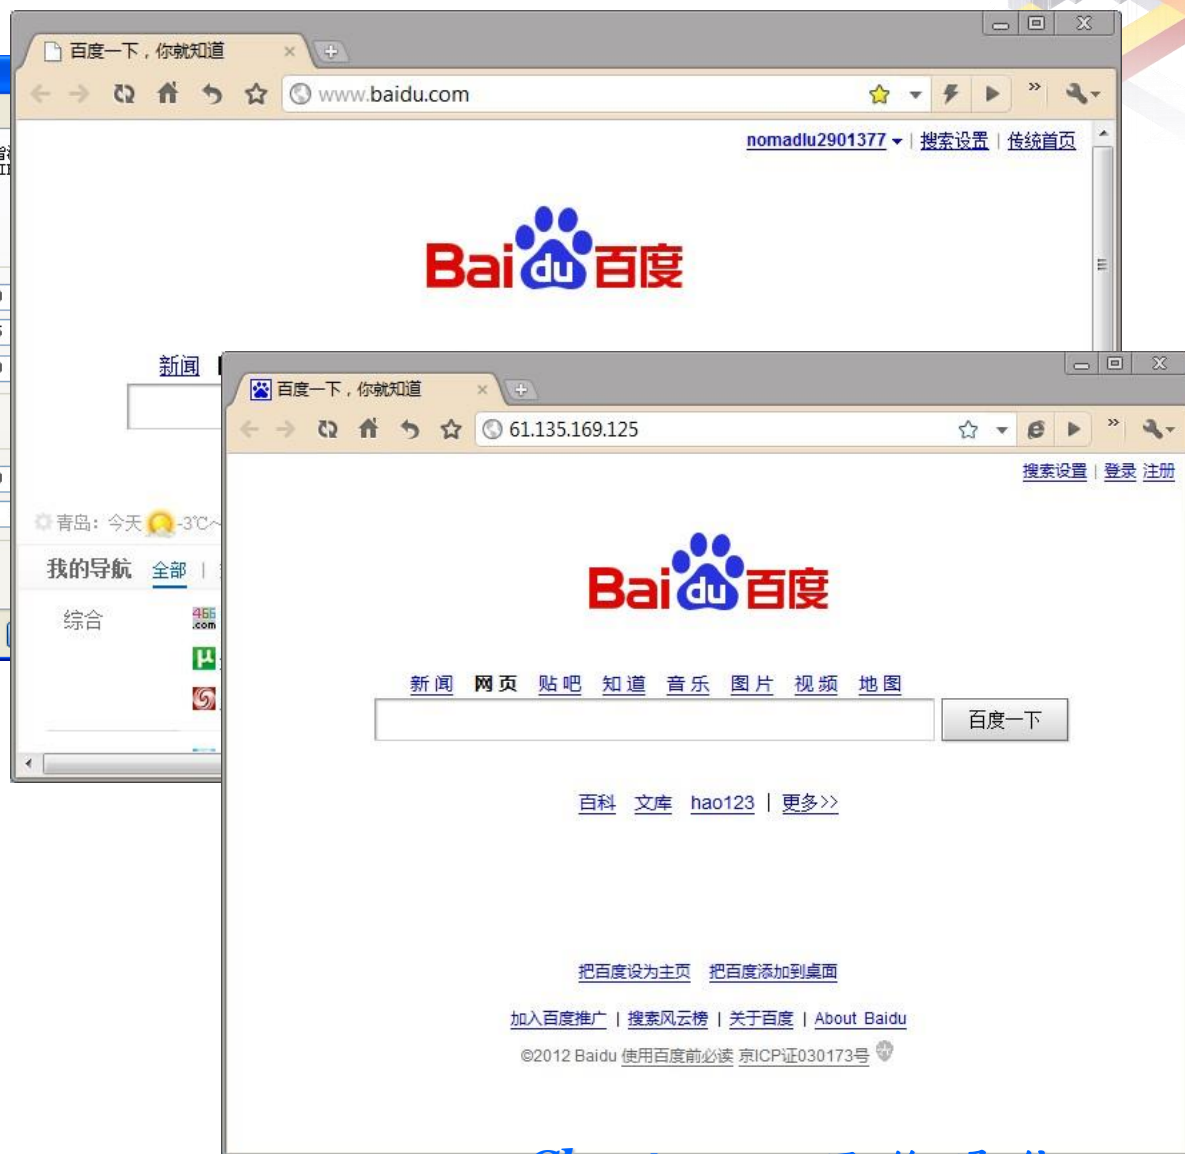 百度一下，你就知道
www.baidu.com
nomadlu2901377 | 搜索设置 | 传统首页
Bai du 百度
新闻
青岛：今天 -3℃～
我的导航 全部 |
综合
466 .com
百度一下，你就知道
61.135.169.125
搜索设置 | 登录 注册
Bai du 百度
新闻 网页 贴吧 知道 音乐 图片 视频 地图
百度一下
百科 文库 hao123 | 更多>>
把百度设为主页 把百度添加到桌面
加入百度推广 | 搜索风云榜 | 关于百度 | About Baidu
©2012 Baidu 使用百度前必读 京ICP证030173号